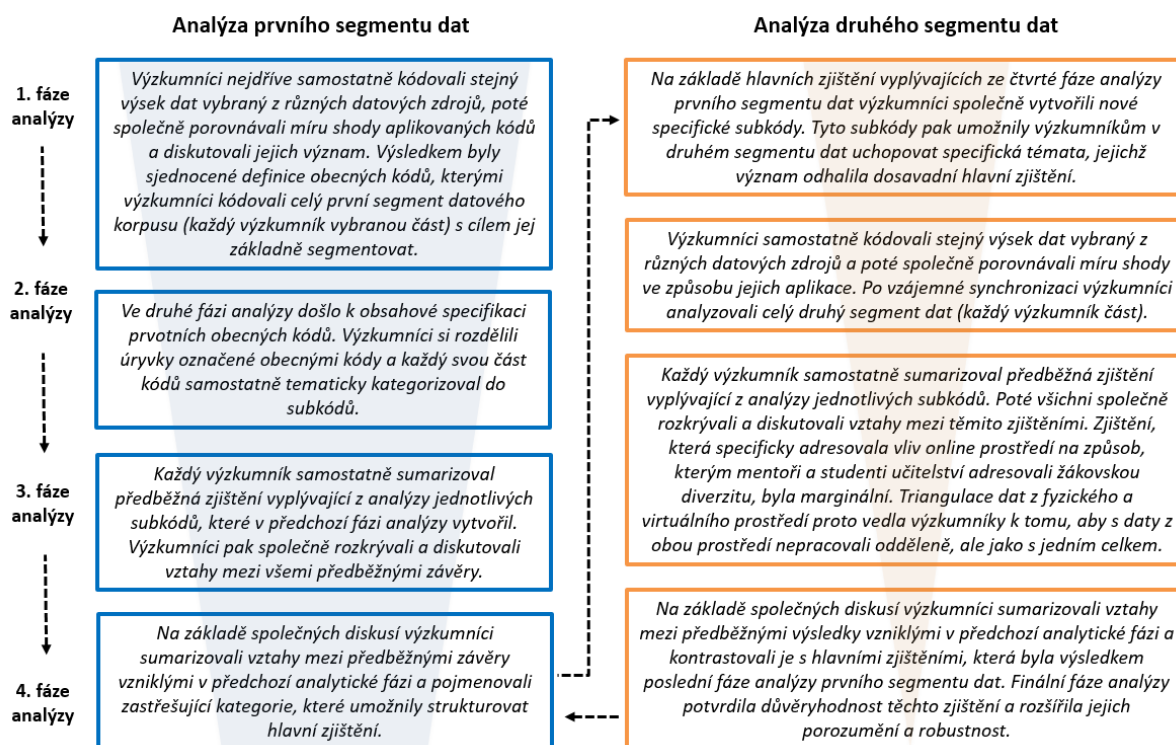 Analýza prvního segmentu dat
1. fáze
analýzy
Výzkumníci nejdříve samostatně kódovali stejný
výsek dat vybraný z různých datových zdrojů, poté
společně porovnávali míru shody aplikovaných kódů
a diskutovali jejich význam. Výsledkem byly
sjednocené definice obecných kódů, kterými
výzkumníci kódovali celý první segment datového
korpusu (každý výzkumník vybranou část) s cílem jej
základně segmentovat.
2. fáze
analýzy
Ve druhé fázi analýzy došlo k obsahové specifikaci
prvotních obecných kódů. Výzkumníci si rozdělili
úryvky označené obecnými kódy a každý svou část
kódů samostatně tematicky kategorizoval do
subkódů.
3. fáze
analýzy
Každý výzkumník samostatně sumarizoval
předběžná zjištění vyplývající z analýzy jednotlivých
subkódů, které v předchozí fázi analýzy vytvořil.
Výzkumníci pak společně rozkrývali a diskutovali
vztahy mezi všemi předběžnými závěry.
4. fáze
analýzy
Na základě společných diskusí výzkumníci
sumarizovali vztahy mezi předběžnými závěry
vzniklými v předchozí analytické fázi a pojmenovali
zastřešující kategorie, které umožnily strukturovat
hlavní zjištění.
Analýza druhého segmentu dat
Na základě hlavních zjištění vyplývajících ze čtvrté fáze analýzy
prvního segmentu dat výzkumníci společně vytvořili nové
specifické subkódy. Tyto subkódy pak umožnily výzkumníkům v
druhém segmentu dat uchopovat specifická témata, jejichž
význam odhalila dosavadní hlavní zjištění.
Výzkumníci samostatně kódovali stejný výsek dat vybraný z
různých datových zdrojů a poté společně porovnávali míru shody
ve způsobu jejich aplikace. Po vzájemné synchronizaci výzkumníci
analyzovali celý druhý segment dat (každý výzkumník část).
Každý výzkumník samostatně sumarizoval předběžná zjištění
vyplývající z analýzy jednotlivých subkódů. Poté všichni společně
rozkrývali a diskutovali vztahy mezi těmito zjištěními. Zjištění,
která specificky adresovala vliv online prostředí na způsob,
kterým mentoři a studenti učitelství adresovali žákovskou
diverzitu, byla marginální. Triangulace dat z fyzického a
virtuálního prostředí proto vedla výzkumníky k tomu, aby s daty z
obou prostředí nepracovali odděleně, ale jako s jedním celkem.
Na základě společných diskusí výzkumníci sumarizovali vztahy
mezi předběžnými výsledky vzniklými v předchozí analytické fázi a
kontrastovali je s hlavními zjištěními, která byla výsledkem
poslední fáze analýzy prvního segmentu dat. Finální fáze analýzy
potvrdila důvěryhodnost těchto zjištění a rozšířila jejich
porozumění a robustnost.